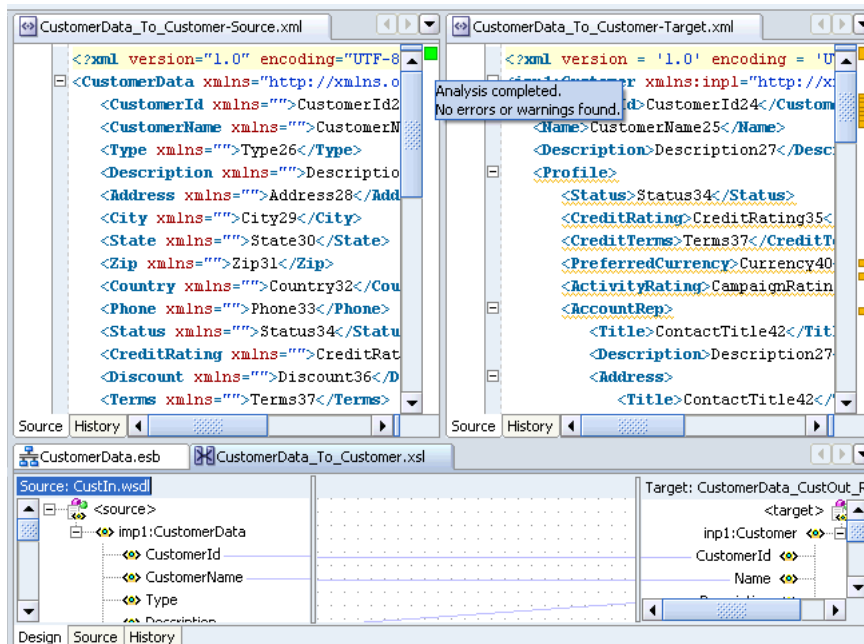 CustomerData_To_Customer-Source.xml
<?xml version="1.0" encoding="UTF-8
<CustomerData xmlns="http://xmlns.o
<CustomerId xmlns="">CustomerId2
<CustomerName xmlns="">CustomerN
<Type xmlns="">Type26</Type>
<Description xmlns="">Descriptio
<Address xmlns="">Address28</Add
<City xmlns="">City29</City>
<State xmlns="">State30</State>
<Zip xmlns="">Zip31</Zip>
<Country xmlns="">Country32</Cou
<Phone xmlns="">Phone33</Phone>
<Status xmlns="">Status34</Statu
<CreditRating xmlns="">CreditRat
<Discount xmlns="">Discount36</D
<Terms xmlns="">Terms37</Terms>
Source History
CustomerData_To_Customer-Target.xml
<?xml version = '1.0' encoding = 'U
:Customer xmlns:inp1="http://x
Analysis completed.
No errors or warnings found.
d>CustomerId24</Custom
<Name>CustomerName25</Name>
<Description>Description27</Desc
<Profile>
<Status>Status34</Status>
<CreditRating>CreditRating35<
<CreditTerms>Terms37</CreditT
<PreferredCurrency>Currency40
<ActivityRating>CampaignRatin
<AccountRep>
<Title>ContactTitle42</Tit
<Description>Description27
<Address>
<Title>ContactTitle42</
Source History
CustomerData.esb CustomerData_To_Customer.xsl
Source: CustIn.wsdl
<source>
imp1:CustomerData
CustomerId
CustomerName
Type
Description
Target: CustomerData_CustOut_R
<target>
inp1:Customer
CustomerId
Name
Design Source History